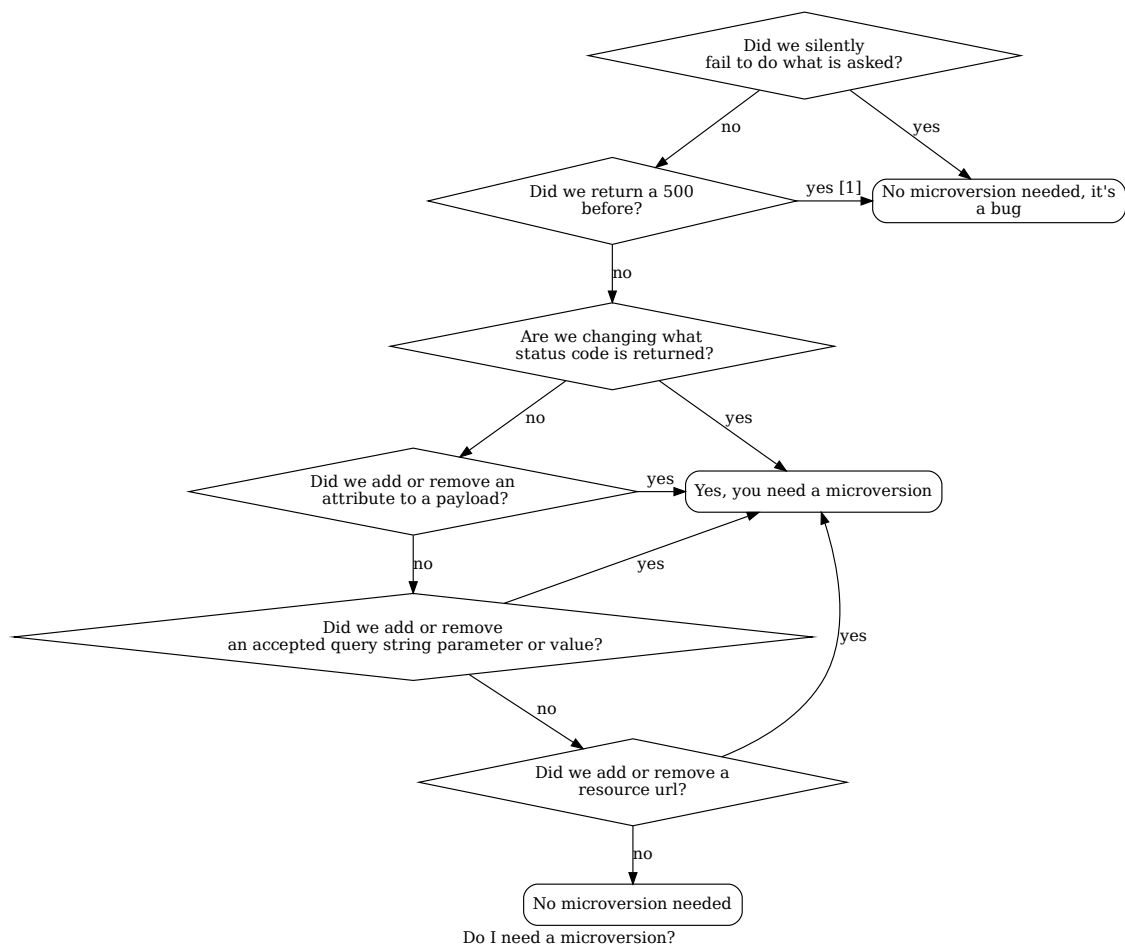 Did we silently
fail to do what is asked?
no
yes
Did we return a 500
before?
yes [1]
No microversion needed, it's
a bug
no
Are we changing what
status code is returned?
no
yes
Did we add or remove an
attribute to a payload?
yes
Yes, you need a microversion
no
yes
Did we add or remove
an accepted query string parameter or value?
yes
no
Did we add or remove a
resource url?
no
No microversion needed
Do I need a microversion?